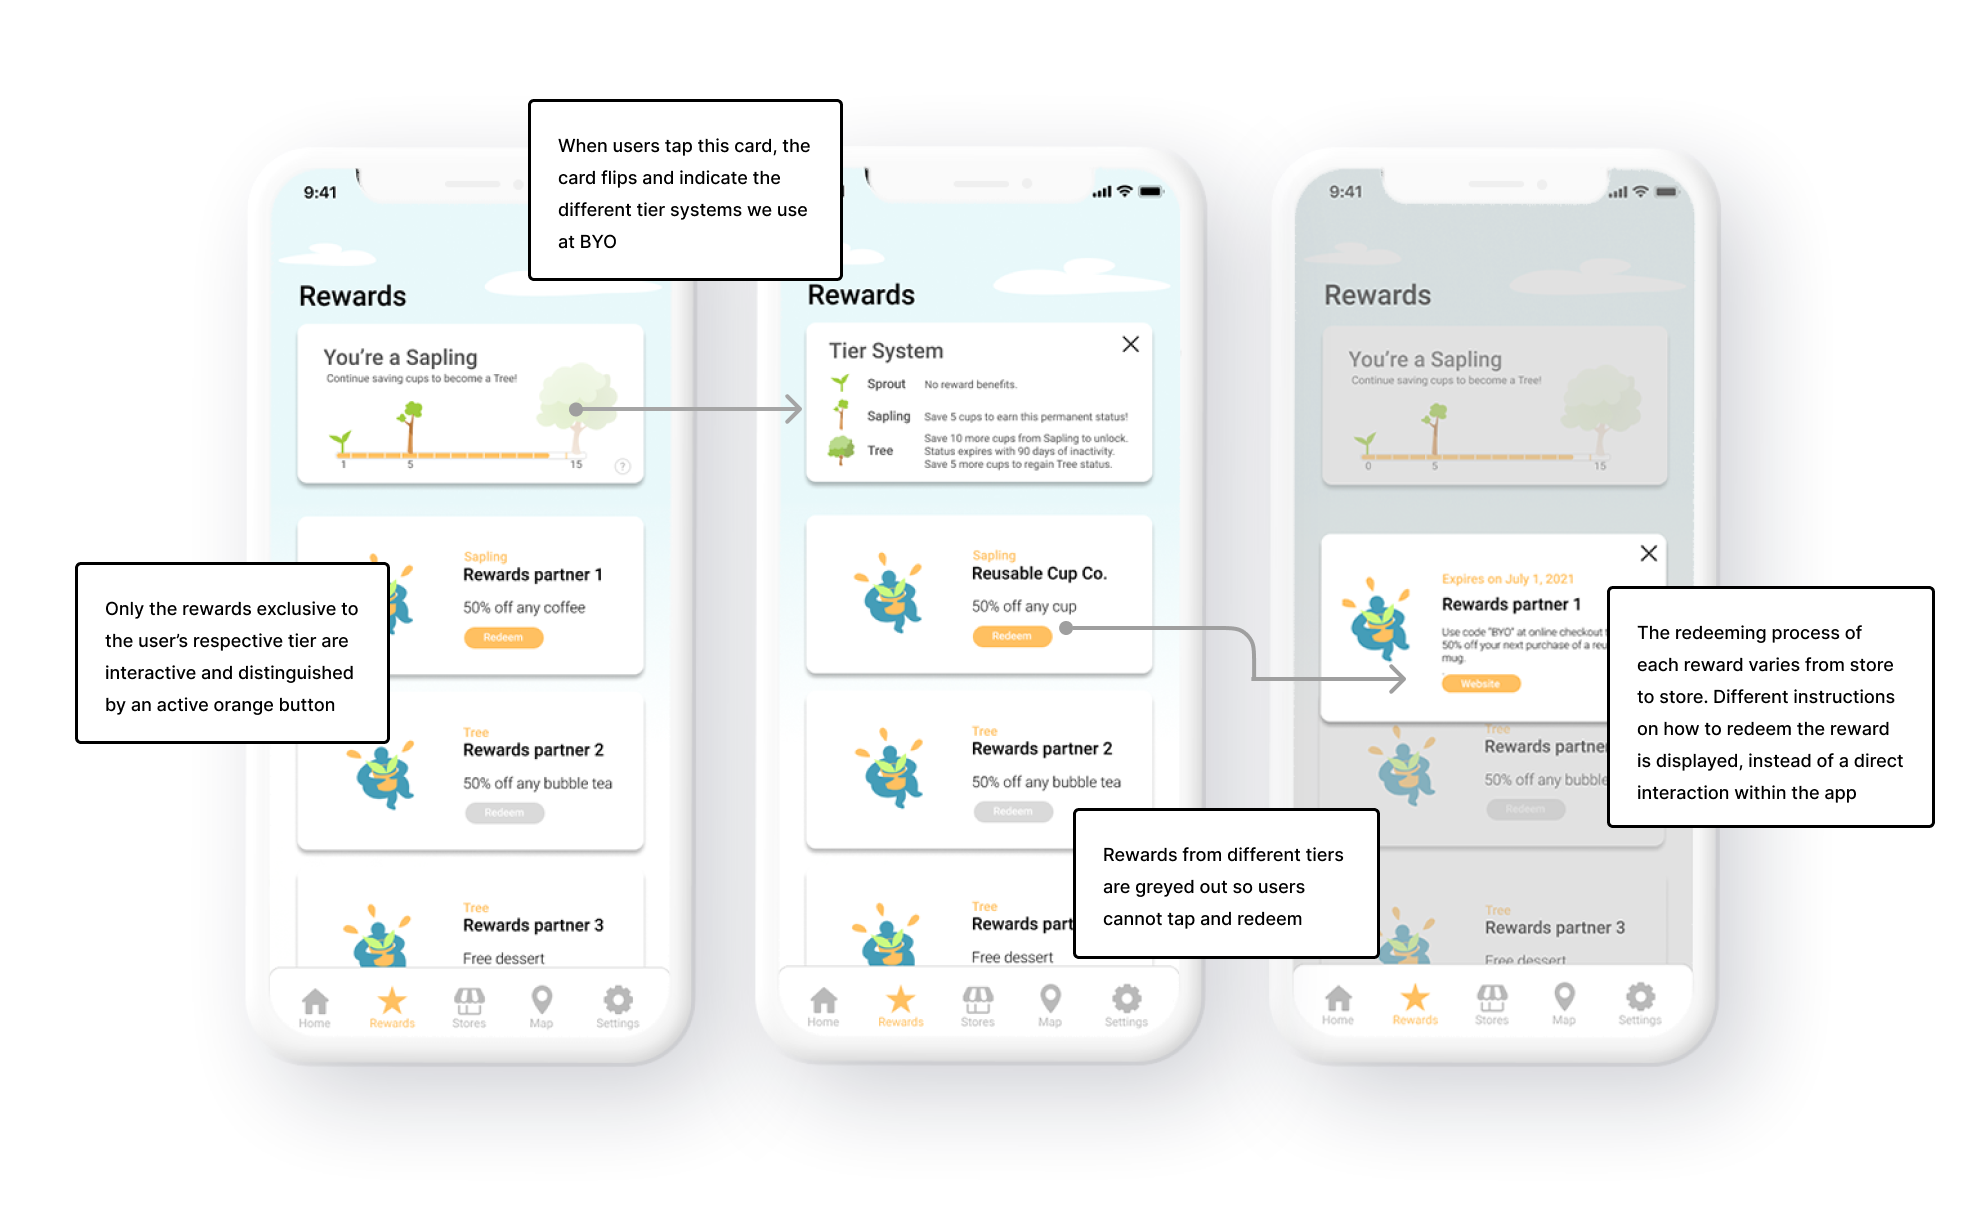 When users tap this card, the
card flips and indicate the
different tier systems we use
at BYO
9:41
Rewards
You're a Sapling
Continue saving cups to become a Tree!
1
5
15
?
Sapling
Rewards partner 1
50% off any coffee
Redeem
Only the rewards exclusive to
the user's respective tier are
interactive and distinguished
by an active orange button
Tree
Rewards partner 2
50% off any bubble tea
Redeem
Tree
Rewards partner 3
Free dessert
Home
Rewards
Stores
Map
Settings
Rewards
Tier System
Sprout
No reward benefits.
Sapling
Save 5 cups to earn this permanent status!
Tree
Save 10 more cups from Sapling to unlock.
Status expires with 90 days of inactivity.
Save 5 more cups to regain Tree status.
Sapling
Reusable Cup Co.
50% off any cup
Redeem
Tree
Rewards partner 2
50% off any bubble tea
Redeem
Rewards from different tiers
are greyed out so users
cannot tap and redeem
Tree
Rewards part
Free dessert
Home
Rewards
Stores
Map
Settings
9:41
Rewards
You're a Sapling
Continue saving cups to become a Tree!
0
5
15
Expires on July 1, 2021
Rewards partner 1
Use code "BYO" at online checkout
50% off your next purchase of a
mug.
Website
The redeeming process of
each reward varies from store
to store. Different instructions
on how to redeem the reward
is displayed, instead of a direct
interaction within the app
Tree
Rewards partne
50% off any bubble
Redeem
Tree
Rewards partner 3
Free dessert
Home
Rewards
Stores
Map
Settings